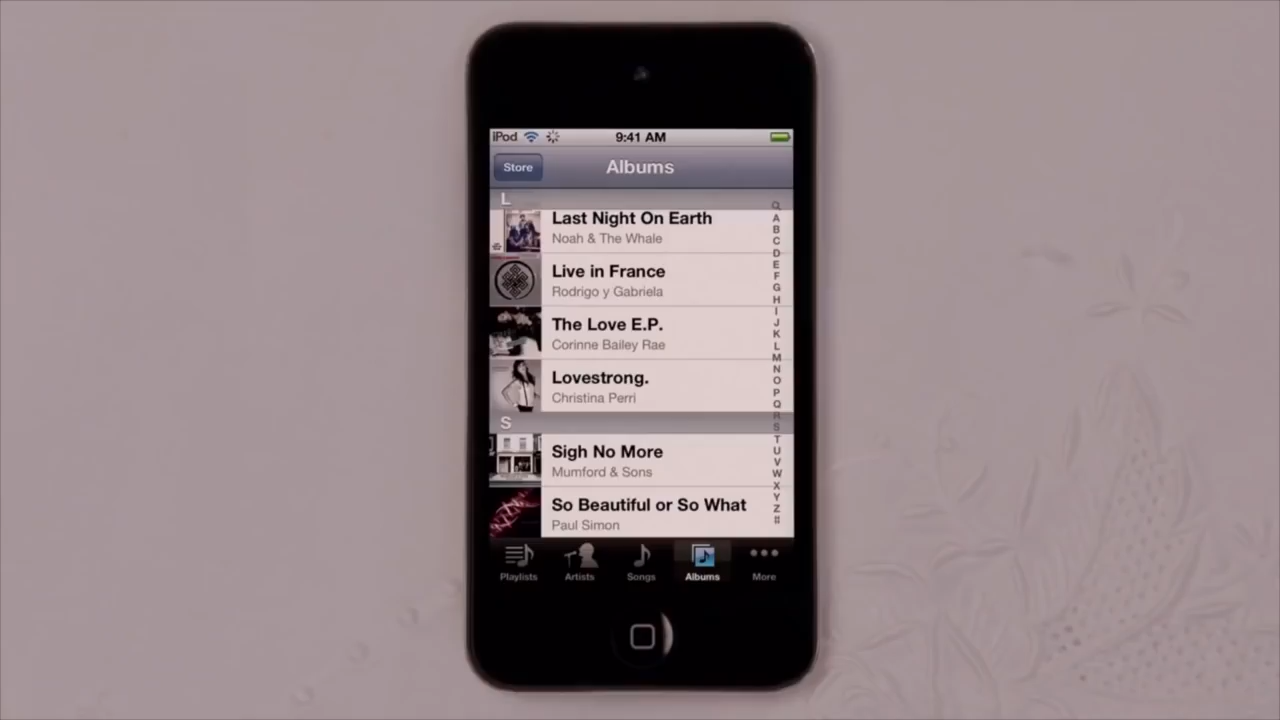 iPod 9:41 AM
Store Albums
L
Last Night On Earth
Noah & The Whale
Live in France
Rodrigo y Gabriela
The Love E.P.
Corinne Bailey Rae
Lovestrong.
Christina Perri
S
Sigh No More
Mumford & Sons
So Beautiful or So What
Paul Simon
A
B
C
D
E
F
G
H
I
J
K
L
M
N
O
P
Q
R
S
T
U
V
W
X
Y
Z
#
Playlists Artists Songs Albums More